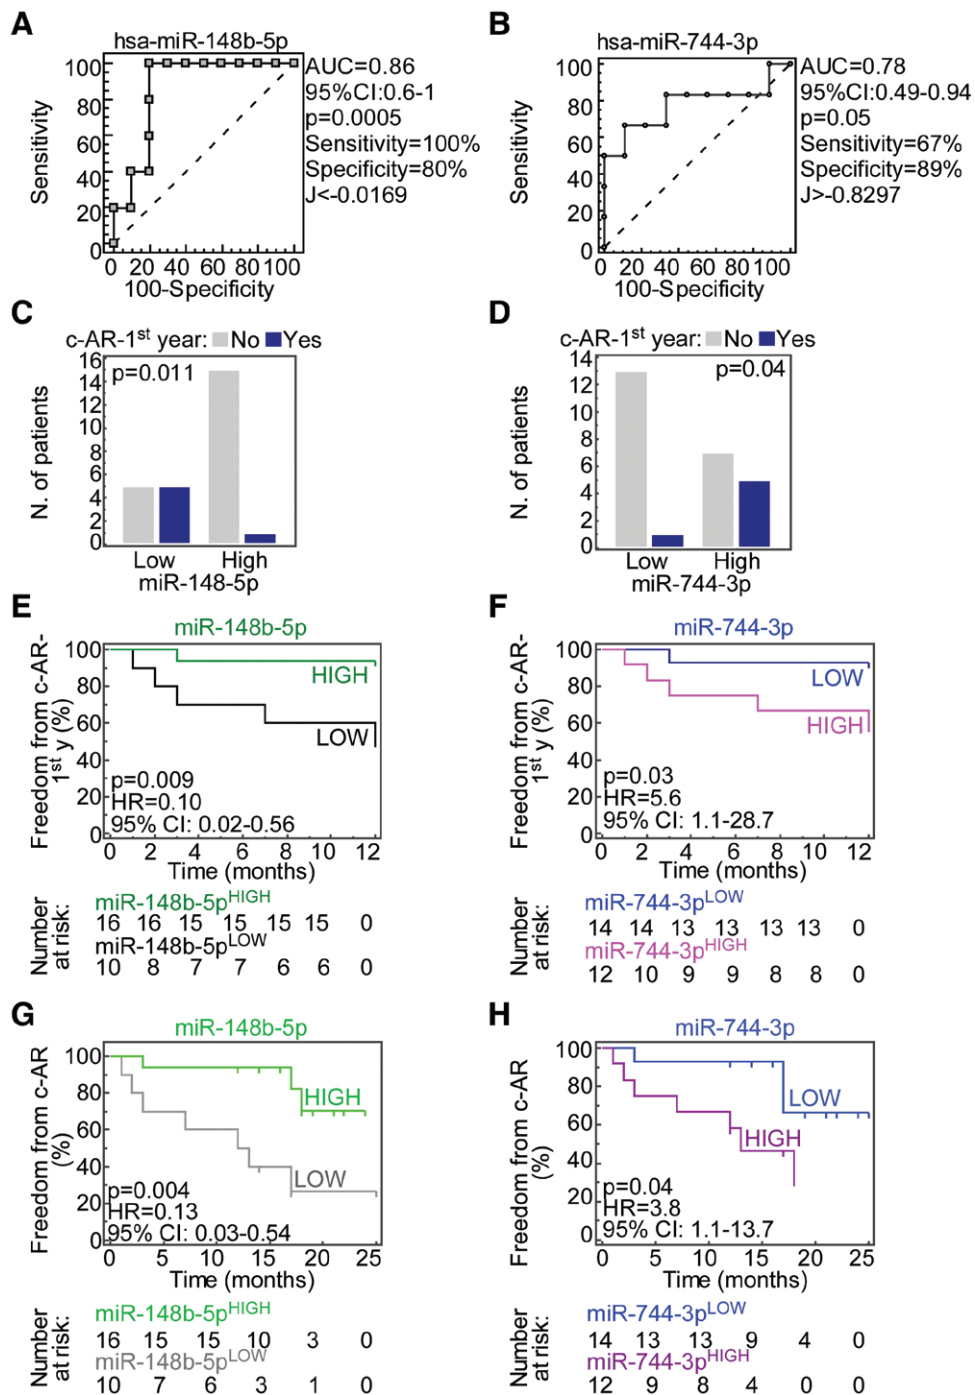 A
hsa-miR-148b-5p
100
80
60
40
20
0
Sensitivity
0 20 40 60 80 100
100-Specificity
AUC=0.86
95%CI:0.6-1
p=0.0005
Sensitivity=100%
Specificity=80%
J<-0.0169
B
hsa-miR-744-3p
100
80
60
40
20
0
Sensitivity
0 20 40 60 80 100
100-Specificity
AUC=0.78
95%CI:0.49-0.94
p=0.05
Sensitivity=67%
Specificity=89%
J>-0.8297
C
c-AR-1st year: No Yes
p=0.011
16
14
12
10
8
6
4
2
0
N. of patients
Low High
miR-148-5p
D
c-AR-1st year: No Yes
p=0.04
14
12
10
8
6
4
2
0
N. of patients
Low High
miR-744-3p
E
miR-148b-5p
Freedom from c-AR-
1st y (%)
100
80
60
40
20
0
HIGH
LOW
p=0.009
HR=0.10
95% CI: 0.02-0.56
0 2 4 6 8 10 12
Time (months)
Number
at risk:
miR-148b-5pHIGH
16 16 15 15 15 15 0
miR-148b-5pLOW
10 8 7 7 6 6 0
F
miR-744-3p
Freedom from c-AR-
1st y (%)
100
80
60
40
20
0
LOW
HIGH
p=0.03
HR=5.6
95% CI: 1.1-28.7
0 2 4 6 8 10 12
Time (months)
Number
at risk:
miR-744-3pLOW
14 14 13 13 13 13 0
miR-744-3pHIGH
12 10 9 9 8 8 0
G
miR-148b-5p
Freedom from c-AR
(%)
100
80
60
40
20
0
HIGH
LOW
p=0.004
HR=0.13
95% CI: 0.03-0.54
0 5 10 15 20 25
Time (months)
Number
at risk:
miR-148b-5pHIGH
16 15 15 10 3 0
miR-148b-5pLOW
10 7 6 3 1 0
H
miR-744-3p
Freedom from c-AR
(%)
100
80
60
40
20
0
LOW
HIGH
p=0.04
HR=3.8
95% CI: 1.1-13.7
0 5 10 15 20 25
Time (months)
Number
at risk:
miR-744-3pLOW
14 13 13 9 4 0
miR-744-3pHIGH
12 9 8 4 0 0